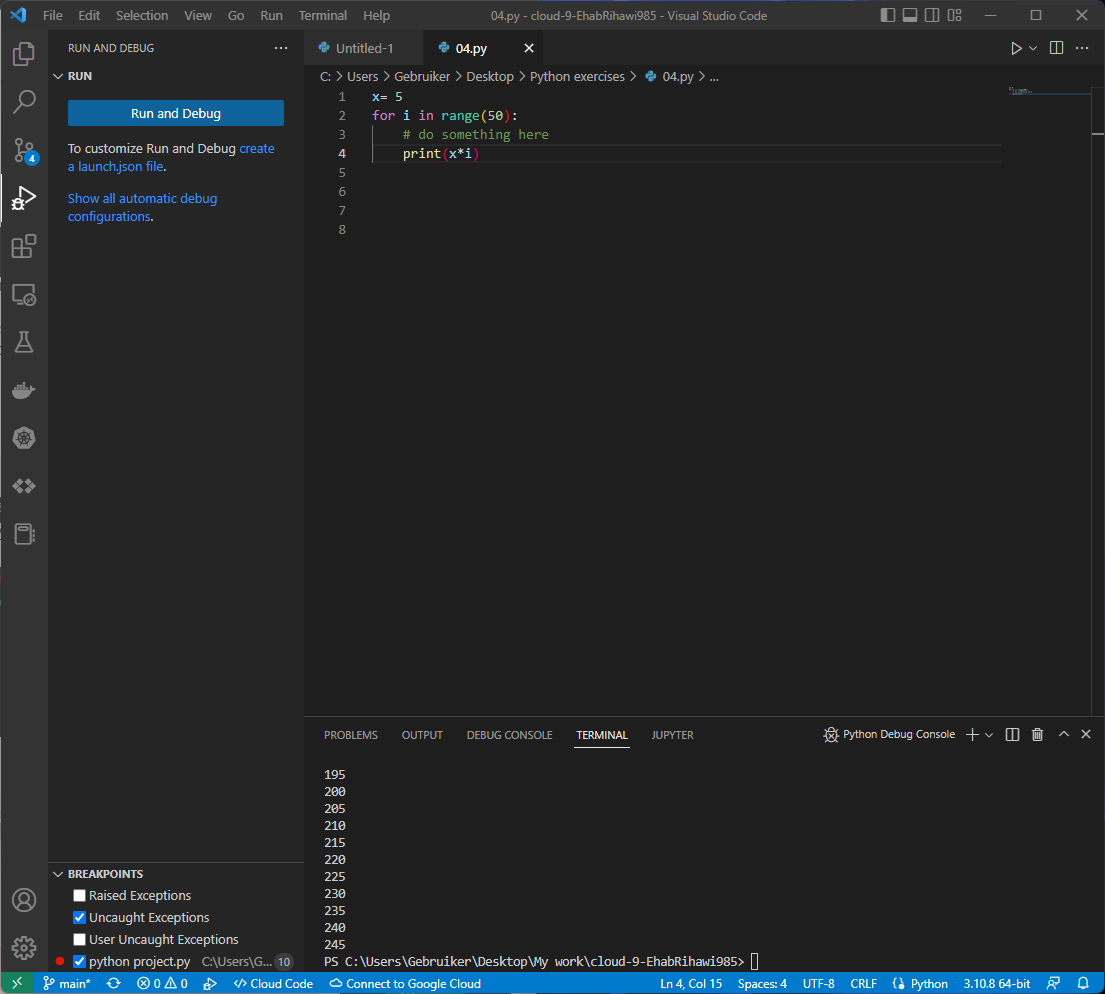 File Edit Selection View Go Run Terminal Help 04.py - cloud-9-EhabRihawi985 - Visual Studio Code
RUN AND DEBUG ...
Untitled-1
04.py
RUN
C: > Users > Gebruiker > Desktop > Python exercises > 04.py > ...
Run and Debug
To customize Run and Debug create
a launch.json file.
Show all automatic debug
configurations.
4
1 x= 5
2 for i in range(50):
3 # do something here
4 print(x*i)
5
6
7
8
PROBLEMS OUTPUT DEBUG CONSOLE TERMINAL JUPYTER Python Debug Console
195
200
205
210
215
220
225
230
235
240
245
PS C:\Users\Gebruiker\Desktop\My work\cloud-9-EhabRihawi985>
BREAKPOINTS
Raised Exceptions
Uncaught Exceptions
User Uncaught Exceptions
python project.py C:\Users\G... 10
main* 0 0 Cloud Code Connect to Google Cloud Ln 4, Col 15 Spaces: 4 UTF-8 CRLF Python 3.10.8 64-bit